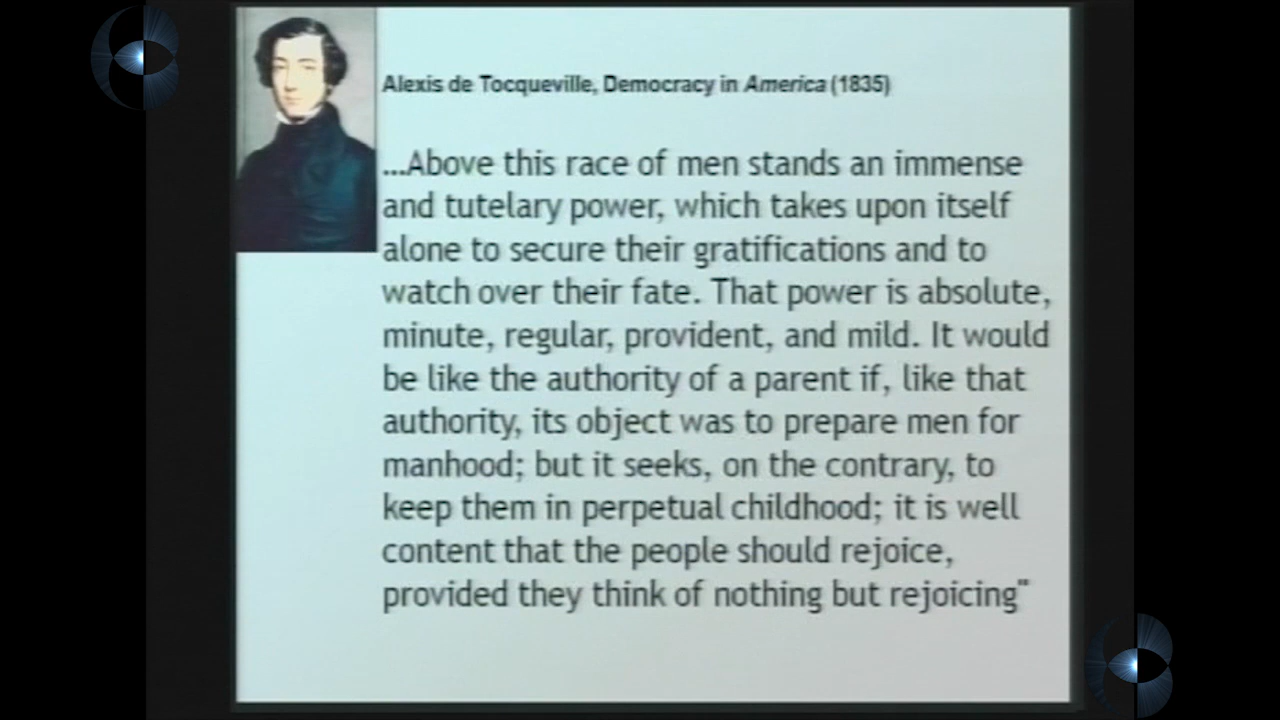 Alexis de Tocqueville, Democracy in America (1835)
...Above this race of men stands an immense
and tutelary power, which takes upon itself
alone to secure their gratifications and to
watch over their fate. That power is absolute,
minute, regular, provident, and mild. It would
be like the authority of a parent if, like that
authority, its object was to prepare men for
manhood; but it seeks, on the contrary, to
keep them in perpetual childhood; it is well
content that the people should rejoice,
provided they think of nothing but rejoicing"